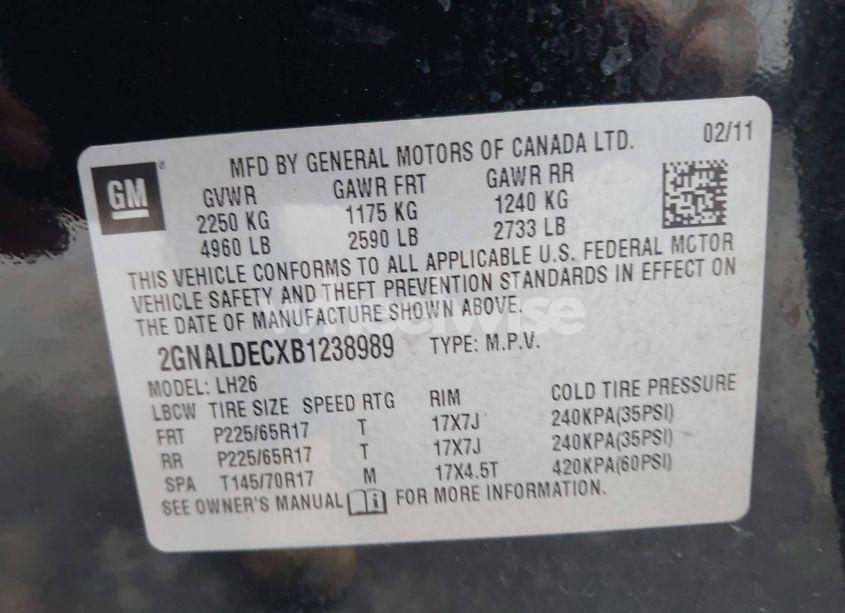 MFD BY GENERAL MOTORS OF CANADA LTD. 02/11
GM®
GVWR GAWR FRT GAWR RR
2250 KG 1175 KG 1240 KG
4960 LB 2590 LB 2733 LB
THIS VEHICLE CONFORMS TO ALL APPLICABLE U.S. FEDERAL MOTOR
VEHICLE SAFETY AND THEFT PREVENTION STANDARDS IN EFFECT ON
THE DATE OF MANUFACTURE SHOWN ABOVE.
wheelwise
2GNALDECXB1238989 TYPE: M.P.V.
MODEL: LH26
LBCW TIRE SIZE SPEED RTG RIM COLD TIRE PRESSURE
FRT P225/65R17 T 17X7J 240KPA(35PSI)
RR P225/65R17 T 17X7J 240KPA(35PSI)
SPA T145/70R17 M 17X4.5T 420KPA(60PSI)
SEE OWNER'S MANUAL i FOR MORE INFORMATION.